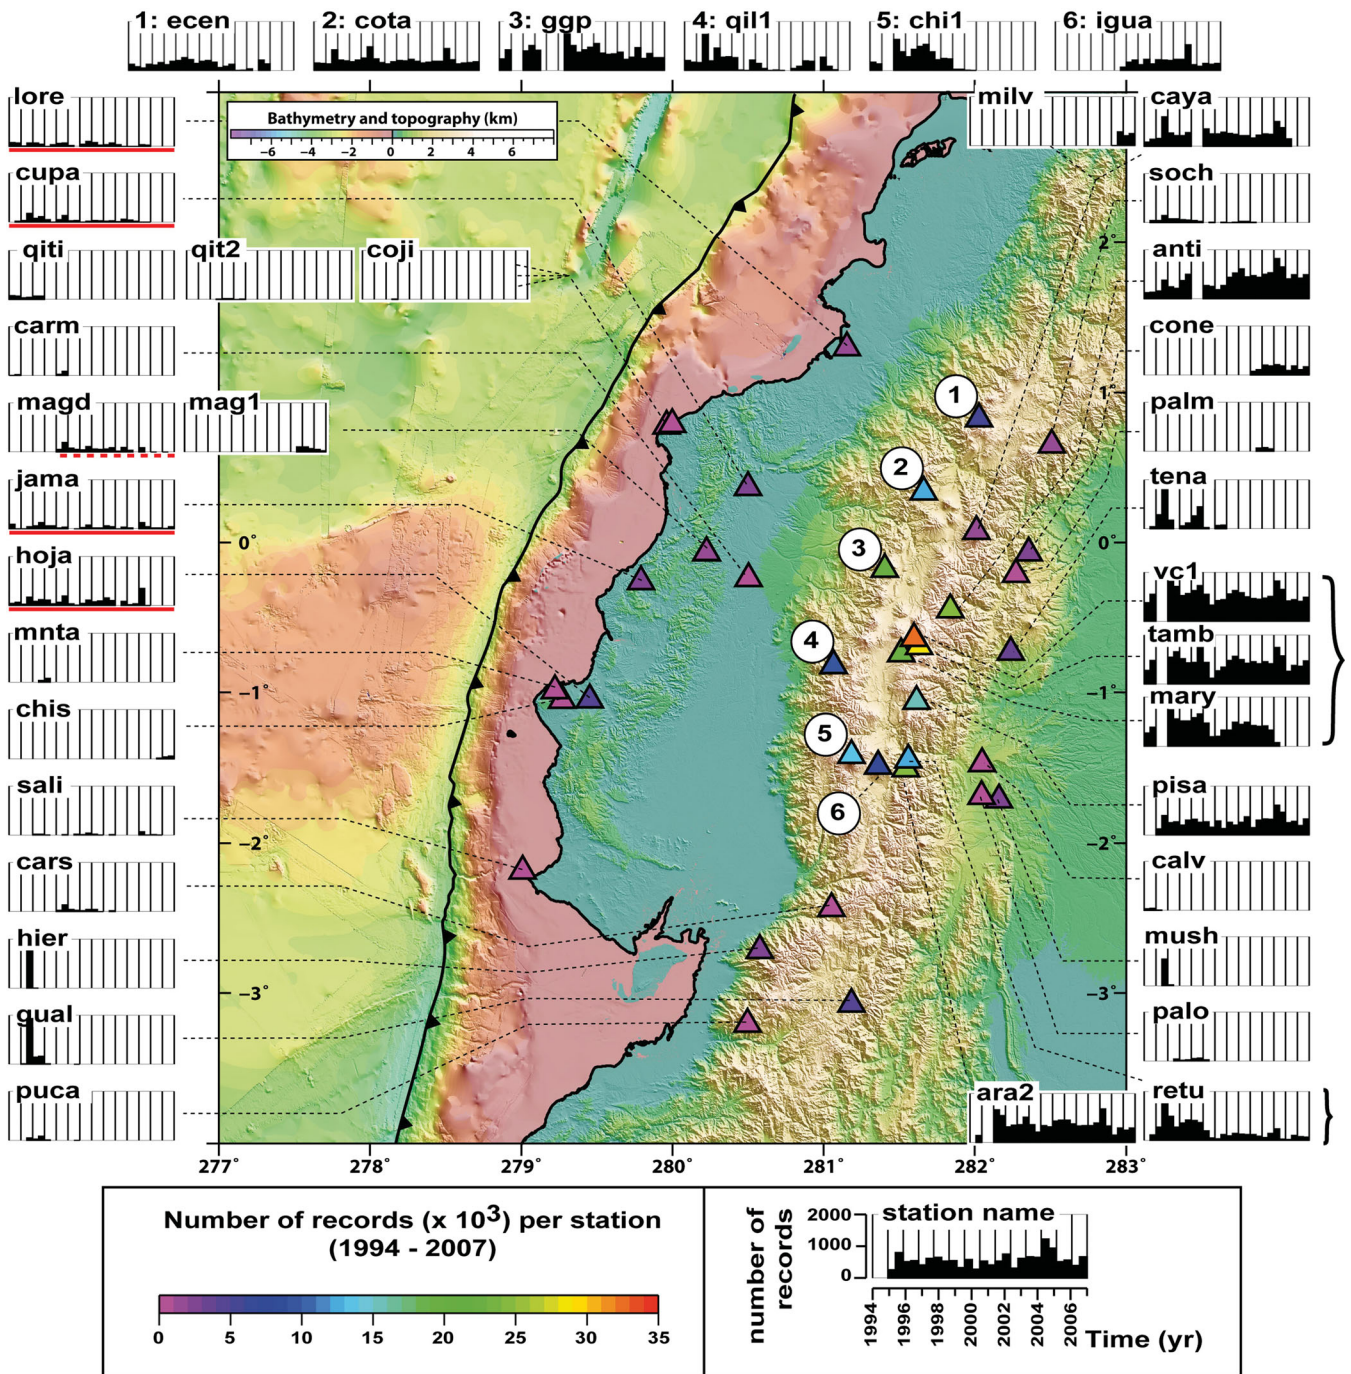 1: ecen 2: cota 3: ggp 4: qil1 5: chi1 6: igua
lore
cupa
qiti qit2 coji
carm
magd mag1
jama
hoja
mnta
chis
sali
cars
hier
gual
puca
Bathymetry and topography (km)
−6 −4 −2 0 2 4 6
milv caya
soch
anti
cone
palm
tena
vc1
tamb
mary
pisa
calv
mush
palo
ara2 retu
1
2
3
4
5
6
2°
1°
0°
−1°
−2°
−3°
0°
−1°
−2°
−3°
277° 278° 279° 280° 281° 282° 283°
Number of records (x 10³) per station
(1994 - 2007)
0 5 10 15 20 25 30 35
number of
records
2000
1000
0
station name
1994 1996 1998 2000 2002 2004 2006
Time (yr)